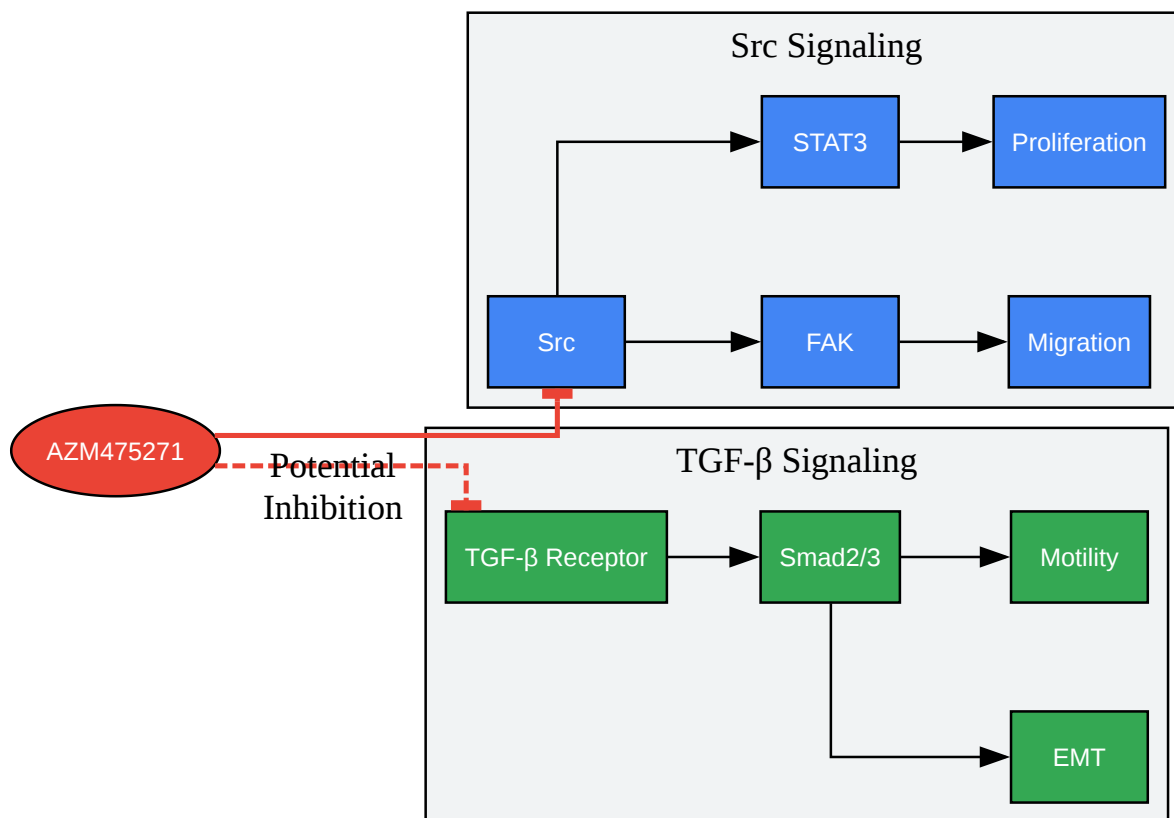 Src Signaling
STAT3
Proliferation
Src
FAK
Migration
AZM475271
Potential
Inhibition
TGF-β Signaling
TGF-β Receptor
Smad2/3
Motility
EMT